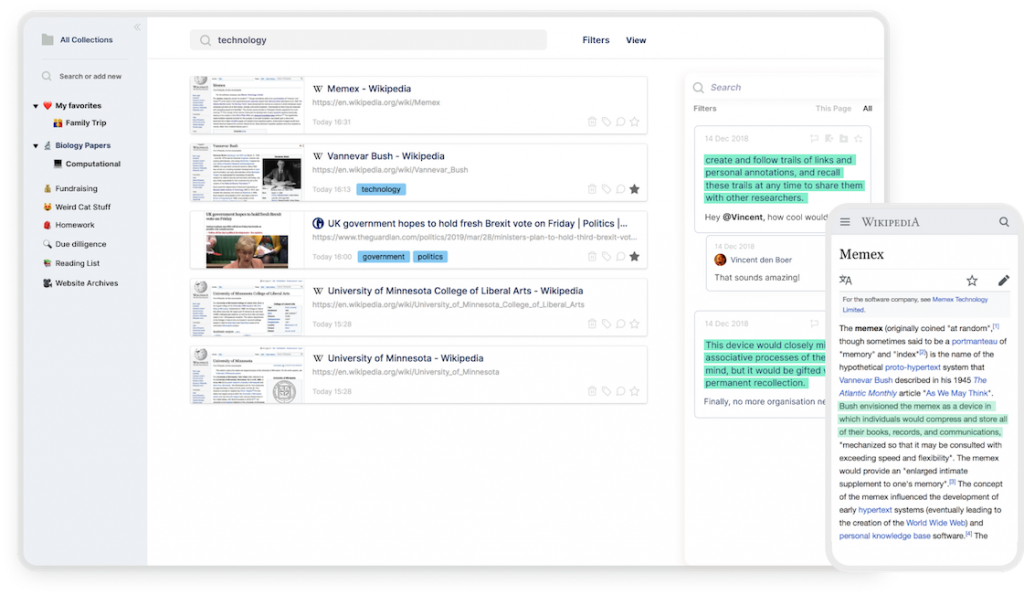 All Collections
Search or add new
My favorites
Family Trip
Biology Papers
Computational
Fundraising
Weird Cat Stuff
Homework
Due dilligence
Reading List
Website Archives
technology
Filters
View
W Memex - Wikipedia
https://en.wikipedia.org/wiki/Memex
Today 16:31
W Vannevar Bush - Wikipedia
https://en.wikipedia.org/wiki/Vannevar_Bush
Today 16:13 technology
UK government hopes to hold fresh Brexit vote on Friday | Politics |...
https://www.theguardian.com/politics/2019/mar/28/ministers-plan-to-hold-third-brexit-vot...
Today 16:00 government politics
W University of Minnesota College of Liberal Arts - Wikipedia
https://en.wikipedia.org/wiki/University_of_Minnesota_College_of_Liberal_Arts
Today 15:28
W University of Minnesota - Wikipedia
https://en.wikipedia.org/wiki/University_of_Minnesota
Today 15:28
Search
Filters
This Page All
14 Dec 2018
create and follow trails of links and
personal annotations, and recall
these trails at any time to share them
with other researchers.
Hey @Vincent, how cool would
14 Dec 2018
Vincent den Boer
That sounds amazing!
14 Dec 2018
This device would closely mi
associative processes of the
mind, but it would be gifted
permanent recollection.
Finally, no more organisation ne
WIKIPEDIA
Memex
For the software company, see Memex Technology
Limited.
The memex (originally coined "at random",[1]
though sometimes said to be a portmanteau of
"memory" and "index"[2]) is the name of the
hypothetical proto-hypertext system that
Vannevar Bush described in his 1945 The
Atlantic Monthly article "As We May Think".
Bush envisioned the memex as a device in
which individuals would compress and store all
of their books, records, and communications,
"mechanized so that it may be consulted with
exceeding speed and flexibility". The memex
would provide an "enlarged intimate
supplement to one's memory".[3] The concept
of the memex influenced the development of
early hypertext systems (eventually leading to
the creation of the World Wide Web) and
personal knowledge base software.[4] The